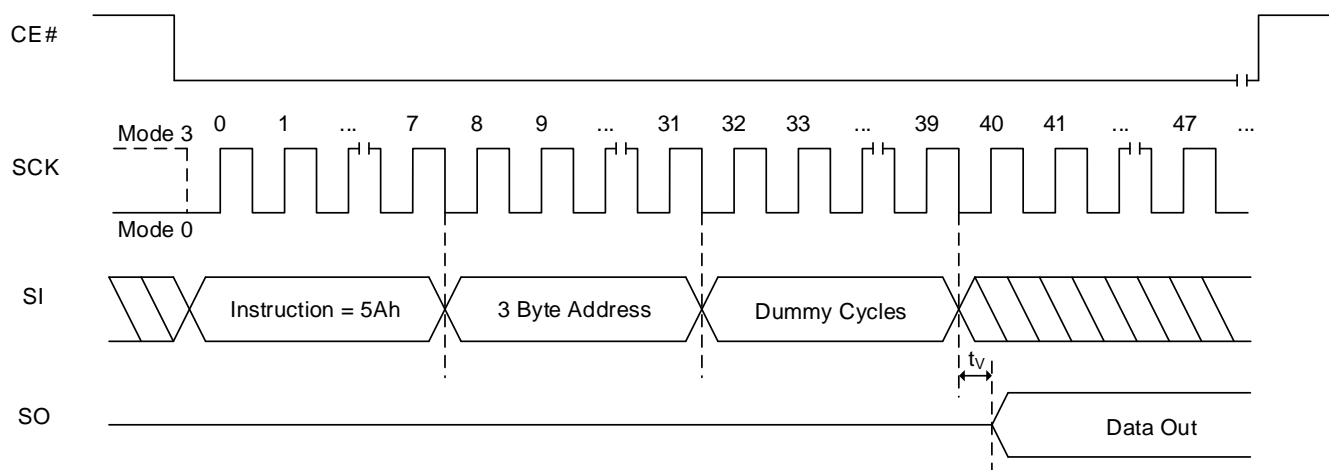 CE#
0 1 ... 7 8 9 ... 31 32 33 ... 39 40 41 ... 47 ...
Mode 3
SCK
Mode 0
SI
Instruction = 5Ah
3 Byte Address
Dummy Cycles
tV
SO
Data Out